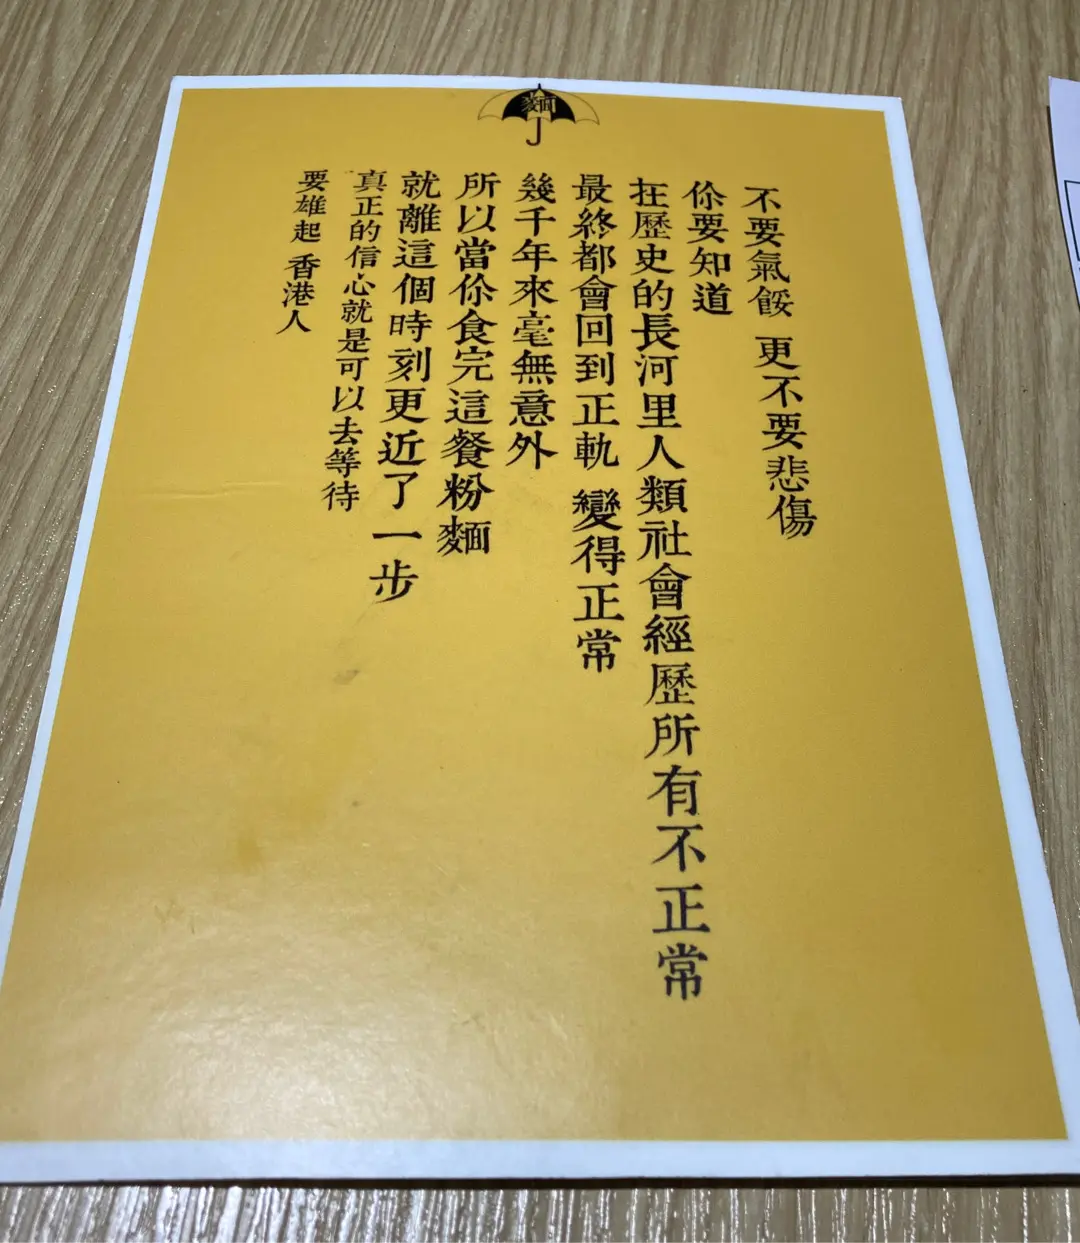 麵
不要氣餒 更不要悲傷
你要知道
在歷史的長河里人類社會經歷所有不正常
最終都會回到正軌 變得正常
幾千年來毫無意外
所以當你食完這餐粉麵
就離這個時刻更近了一步
真正的信心就是可以去等待
要雄起 香港人